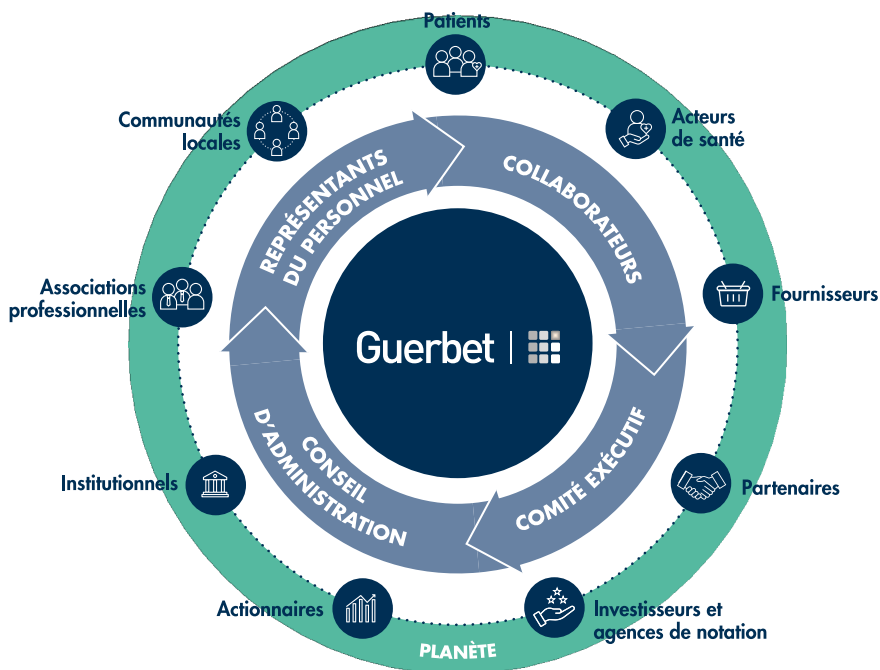 Patients
Acteurs
de santé
Fournisseurs
Partenaires
Investisseurs et
agences de notation
Actionnaires
Institutionnels
Associations
professionnelles
Communautés
locales
REPRÉSENTANTS
DU PERSONNEL
COLLABORATEURS
COMITÉ EXÉCUTIF
CONSEIL
D'ADMINISTRATION
Guerbet
PLANÈTE